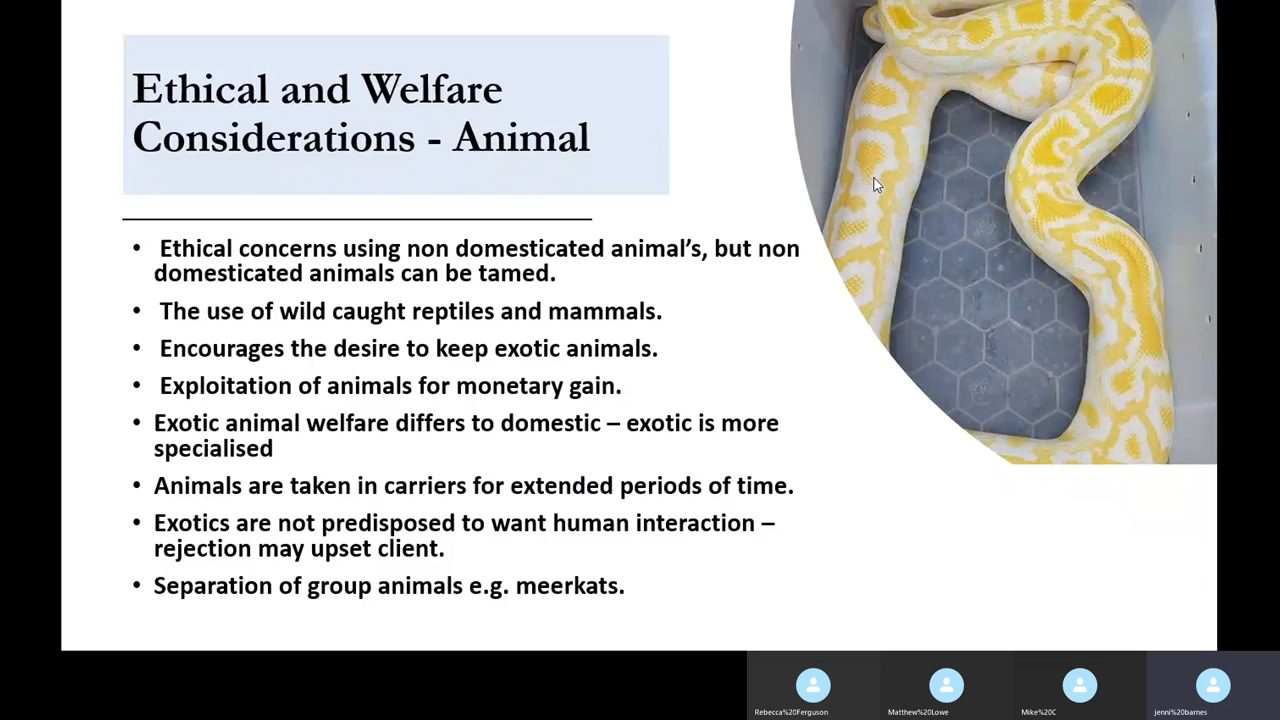 Ethical and Welfare
Considerations - Animal
• Ethical concerns using non domesticated animal’s, but non
domesticated animals can be tamed.
• The use of wild caught reptiles and mammals.
• Encourages the desire to keep exotic animals.
• Exploitation of animals for monetary gain.
• Exotic animal welfare differs to domestic – exotic is more
specialised
• Animals are taken in carriers for extended periods of time.
• Exotics are not predisposed to want human interaction –
rejection may upset client.
• Separation of group animals e.g. meerkats.
Rebecca%20Ferguson
Matthew%20Lowe
Mike%20C
jenni%20barnes